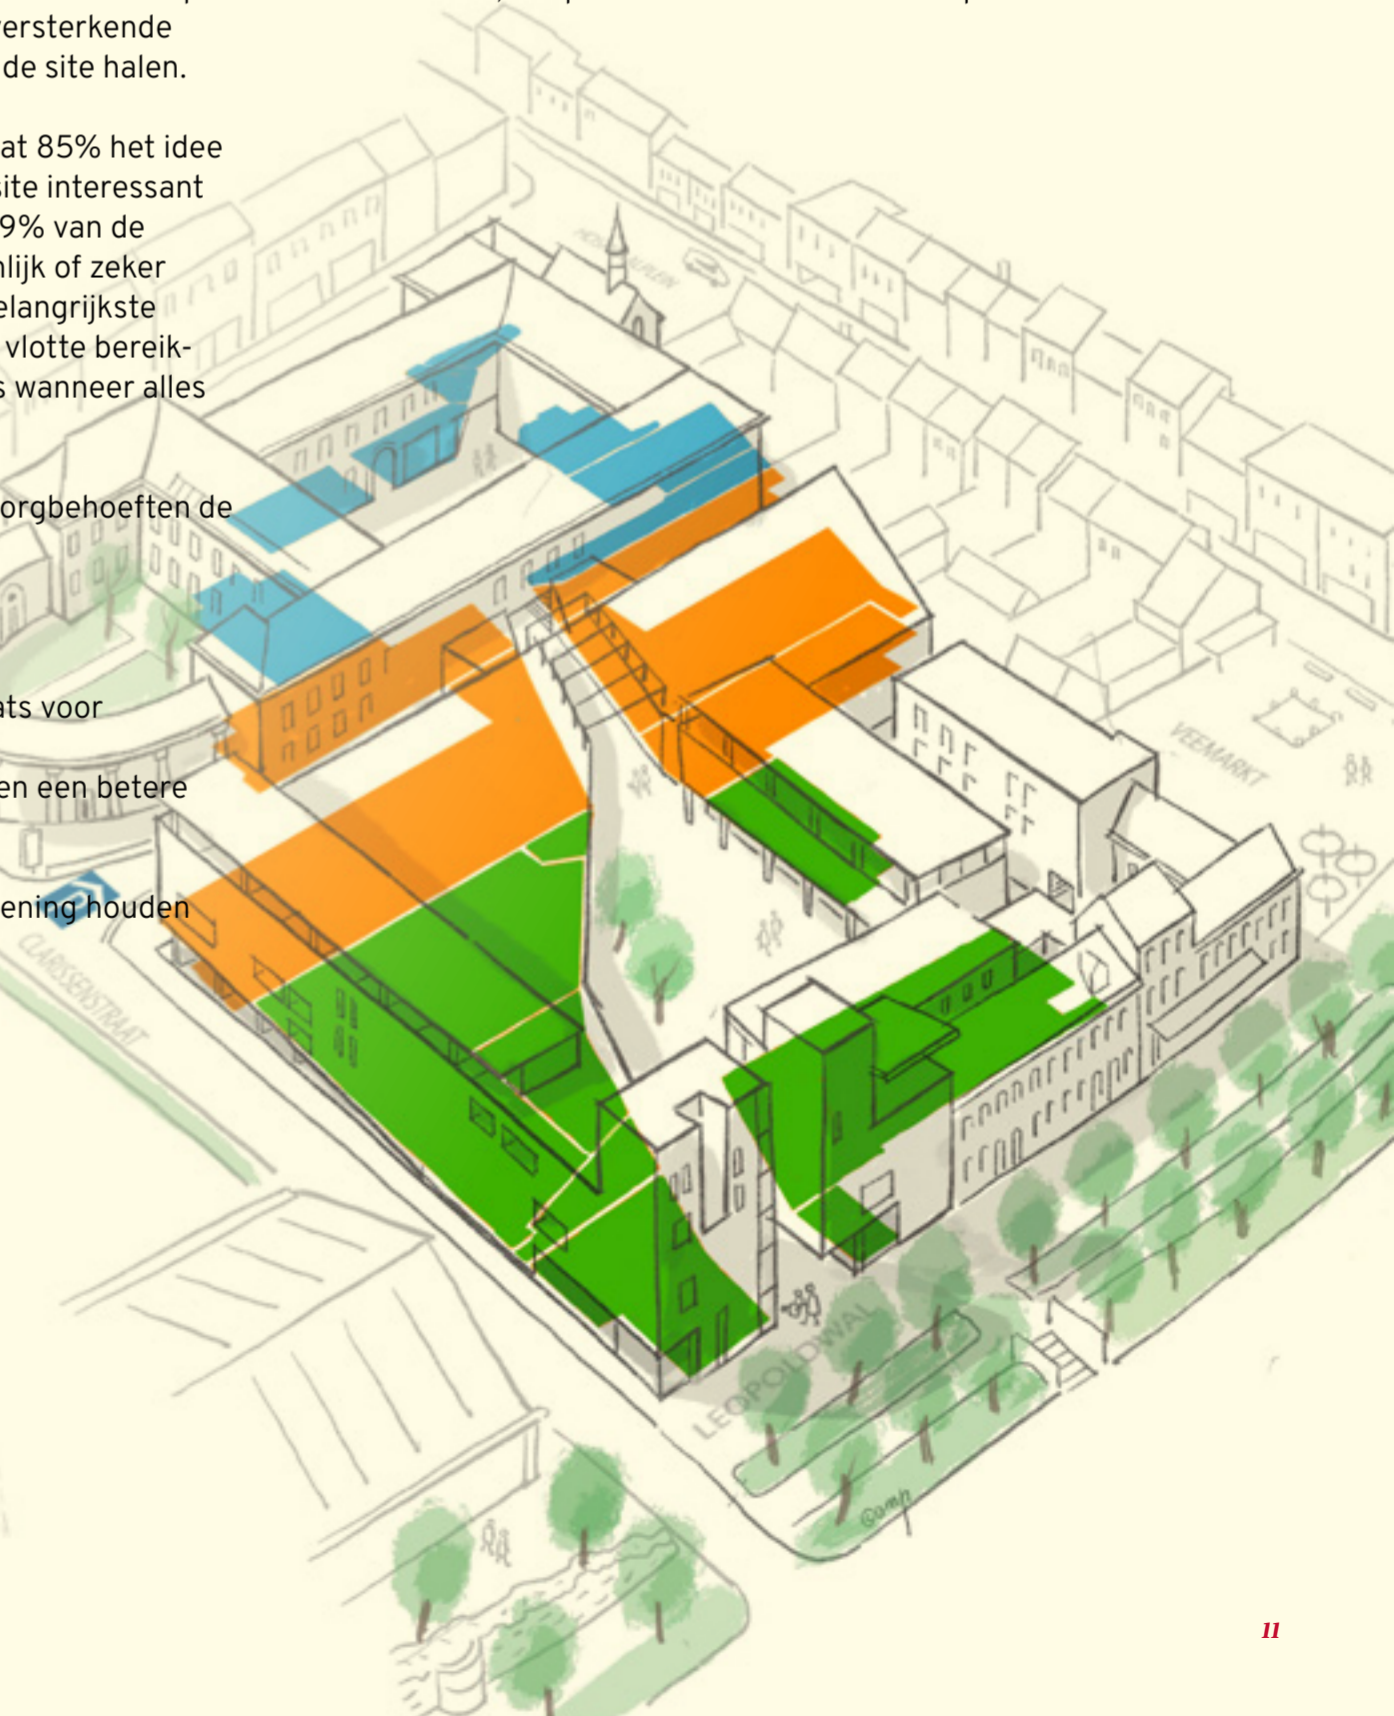 versterkende
de site halen.
at 85% het idee
site interessant
9% van de
nlijk of zeker
elangrijkste
vlotte bereik-
s wanneer alles
orgbehoeften de
ats voor
en een betere
ening houden
VEEMARKT
CLARISSENSTRAAT
LEOPOLDWAL
11